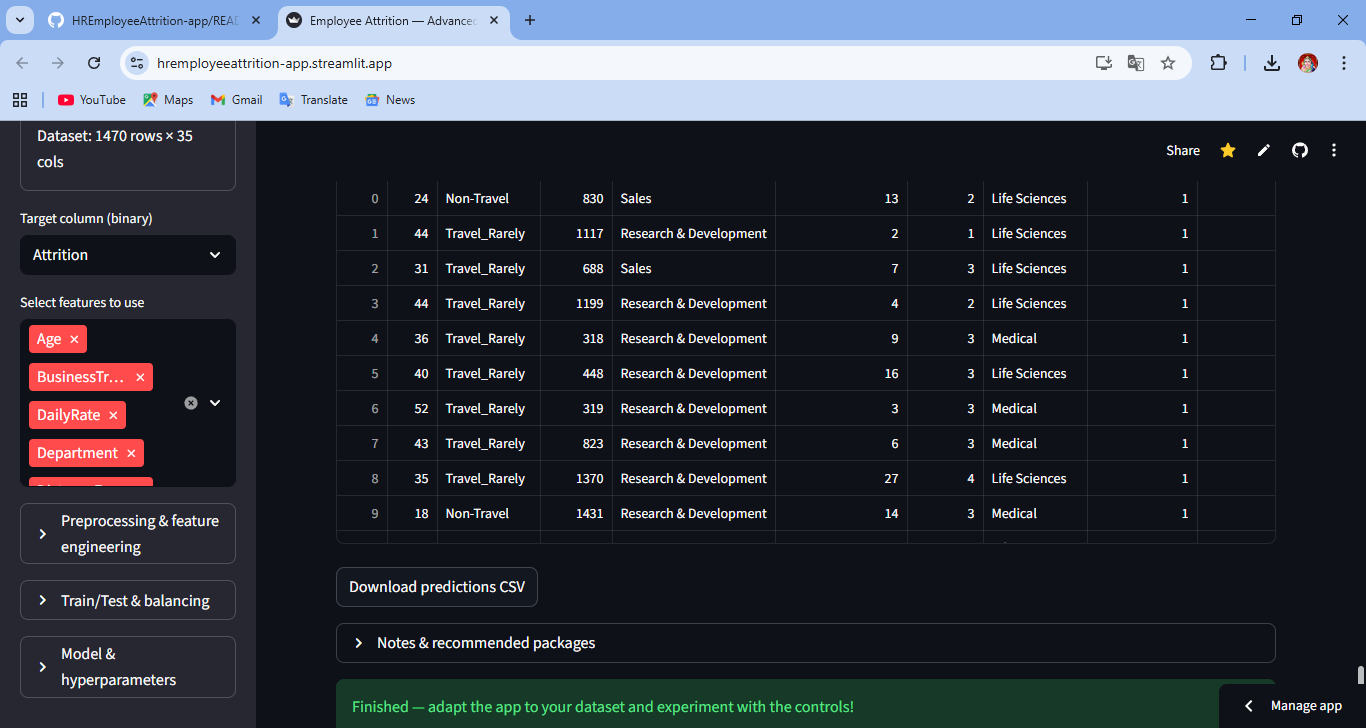 HREmployeeAttrition-app/READ
Employee Attrition — Advanced
hremployeeattrition-app.streamlit.app
YouTube
Maps
Gmail
Translate
News
Dataset: 1470 rows × 35
cols
Target column (binary)
Attrition
Select features to use
Age
BusinessTr...
DailyRate
Department
Preprocessing & feature
engineering
Train/Test & balancing
Model &
hyperparameters
Share
0 24 Non-Travel 830 Sales 13 2 Life Sciences 1
1 44 Travel_Rarely 1117 Research & Development 2 1 Life Sciences 1
2 31 Travel_Rarely 688 Sales 7 3 Life Sciences 1
3 44 Travel_Rarely 1199 Research & Development 4 2 Life Sciences 1
4 36 Travel_Rarely 318 Research & Development 9 3 Medical 1
5 40 Travel_Rarely 448 Research & Development 16 3 Life Sciences 1
6 52 Travel_Rarely 319 Research & Development 3 3 Medical 1
7 43 Travel_Rarely 823 Research & Development 6 3 Medical 1
8 35 Travel_Rarely 1370 Research & Development 27 4 Life Sciences 1
9 18 Non-Travel 1431 Research & Development 14 3 Medical 1
Download predictions CSV
Notes & recommended packages
Finished — adapt the app to your dataset and experiment with the controls!
Manage app